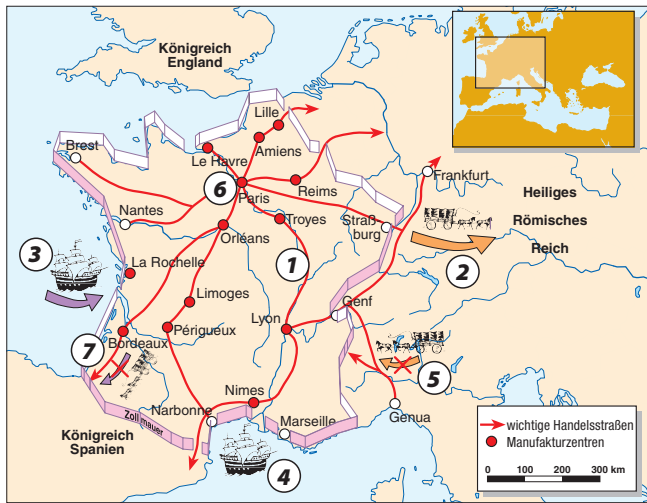 Königreich
England
Lille
Amiens
Brest
Le Havre
6
Paris
Reims
Frankfurt
Heiliges
Römisches
Reich
Nantes
Orléans
Troyes
Straß
burg
3
1
2
La Rochelle
Limoges
Genf
Lyon
7
Bordeaux
Périgueux
5
Zollmauer
Narbonne
Nimes
Marseille
Genua
Königreich
Spanien
4
wichtige Handelsstraßen
Manufakturzentren
0 100 200 300 km